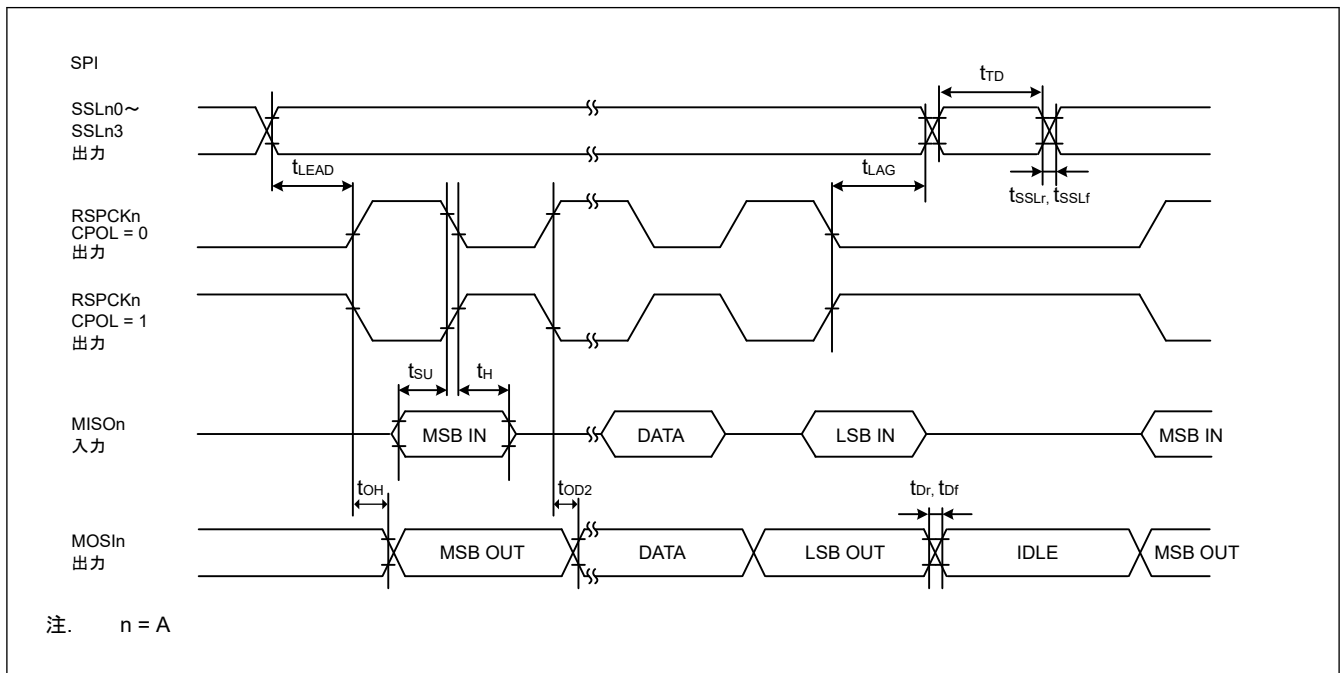 SPI
SSLn0～
SSLn3
出力
tTD
tLEAD
tLAG
tSSLr, tSSLf
RSPCKn
CPOL = 0
出力
RSPCKn
CPOL = 1
出力
tSU
tH
MISOn
入力
MSB IN
DATA
LSB IN
MSB IN
tOH
tOD2
tDr, tDf
MOSIn
出力
MSB OUT
DATA
LSB OUT
IDLE
MSB OUT
注. n = A